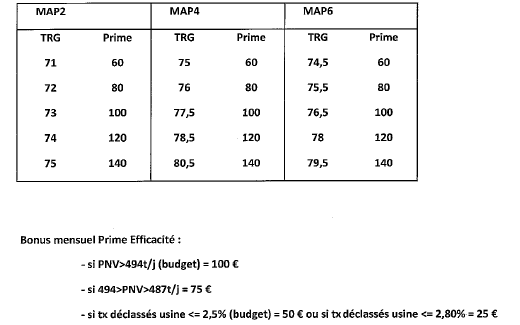 MAP2 MAP4 MAP6
TRG Prime TRG Prime TRG Prime
71 60 75 60 74,5 60
72 80 76 80 75,5 80
73 100 77,5 100 76,5 100
74 120 78,5 120 78 120
75 140 80,5 140 79,5 140
Bonus mensuel Prime Efficacité :
- si PNV>494t/j (budget) = 100 €
- si 494>PNV>487t/j = 75 €
- si tx déclassés usine <= 2,5% (budget) = 50 € ou si tx déclassés usine <= 2,80% = 25 €